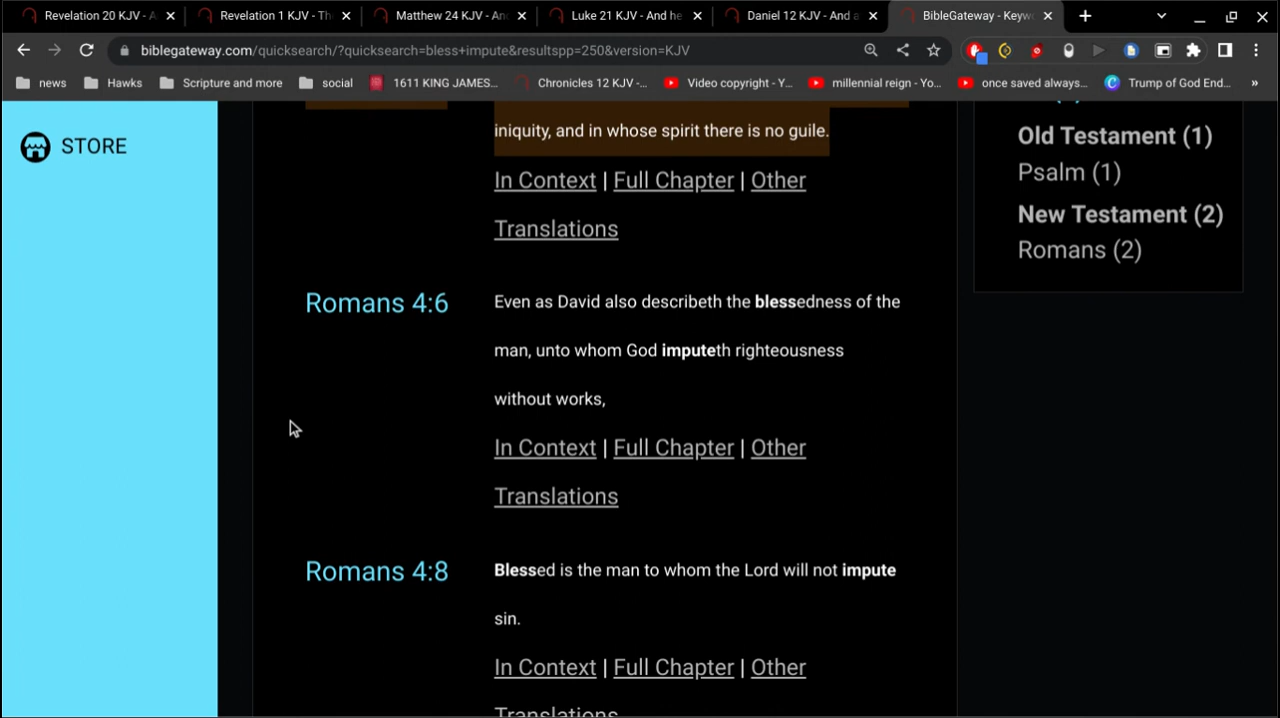 Revelation 20 KJV - A
Revelation 1 KJV - Th
Matthew 24 KJV - An
Luke 21 KJV - And he
Daniel 12 KJV - And a
BibleGateway - Keyw
biblegateway.com/quicksearch/?quicksearch=bless+impute&resultspp=250&version=KJV
news
Hawks
Scripture and more
social
1611 KING JAMES...
Chronicles 12 KJV -...
Video copyright - Y...
millennial reign - Yo...
once saved always...
Trump of God End...
»
STORE
iniquity, and in whose spirit there is no guile.
In Context | Full Chapter | Other
Translations
Romans 4:6
Even as David also describeth the blessedness of the
man, unto whom God imputeth righteousness
without works,
In Context | Full Chapter | Other
Translations
Romans 4:8
Blessed is the man to whom the Lord will not impute
sin.
In Context | Full Chapter | Other
Translations
Old Testament (1)
Psalm (1)
New Testament (2)
Romans (2)